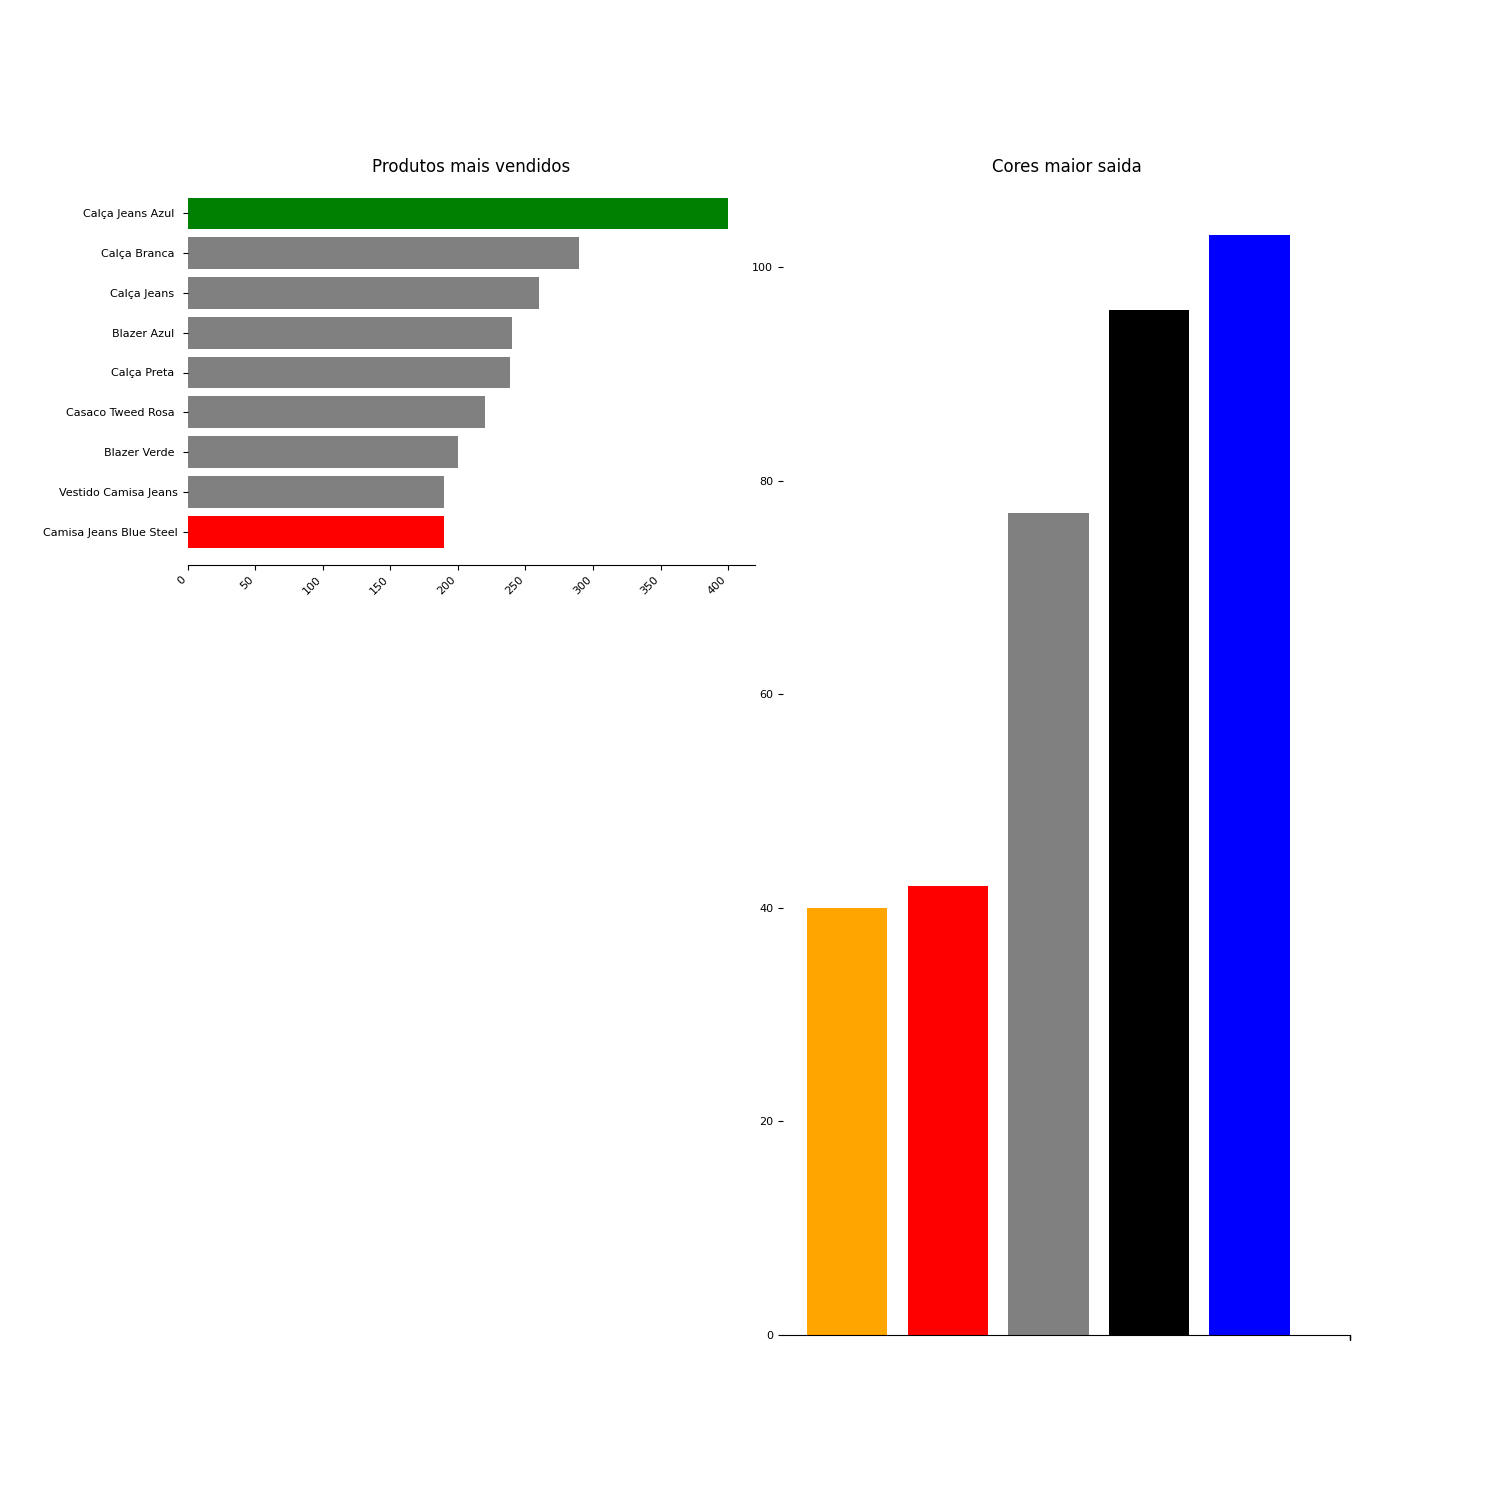 Produtos mais vendidos
Calça Jeans Azul
Calça Branca
Calça Jeans
Blazer Azul
Calça Preta
Casaco Tweed Rosa
Blazer Verde
Vestido Camisa Jeans
Camisa Jeans Blue Steel
0 50 100 150 200 250 300 350 400
Cores maior saida
100
80
60
40
20
0